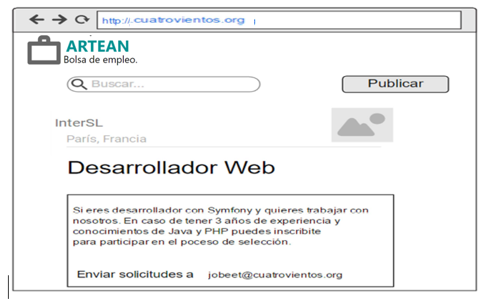 http://.cuatrovientos.org
ARTEAN
Bolsa de empleo.
Buscar...
Publicar
InterSL
París, Francia
Desarrollador Web
Si eres desarrollador con Symfony y quieres trabajar con
nosotros. En caso de tener 3 años de experiencia y
conocimientos de Java y PHP puedes inscribite
para participar en el poceso de selección.
Enviar solicitudes a jobeet@cuatrovientos.org